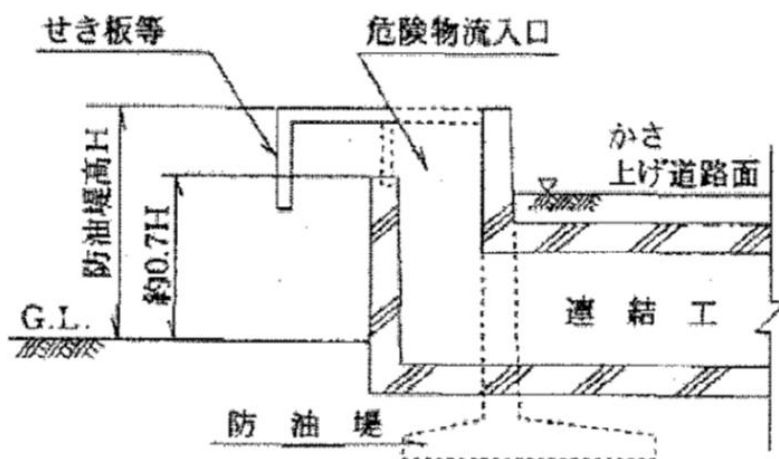 せき板等
危険物流入口
かさ
上げ道路面
防油堤高H
約0.7H
G.L.
連結工
防油堤